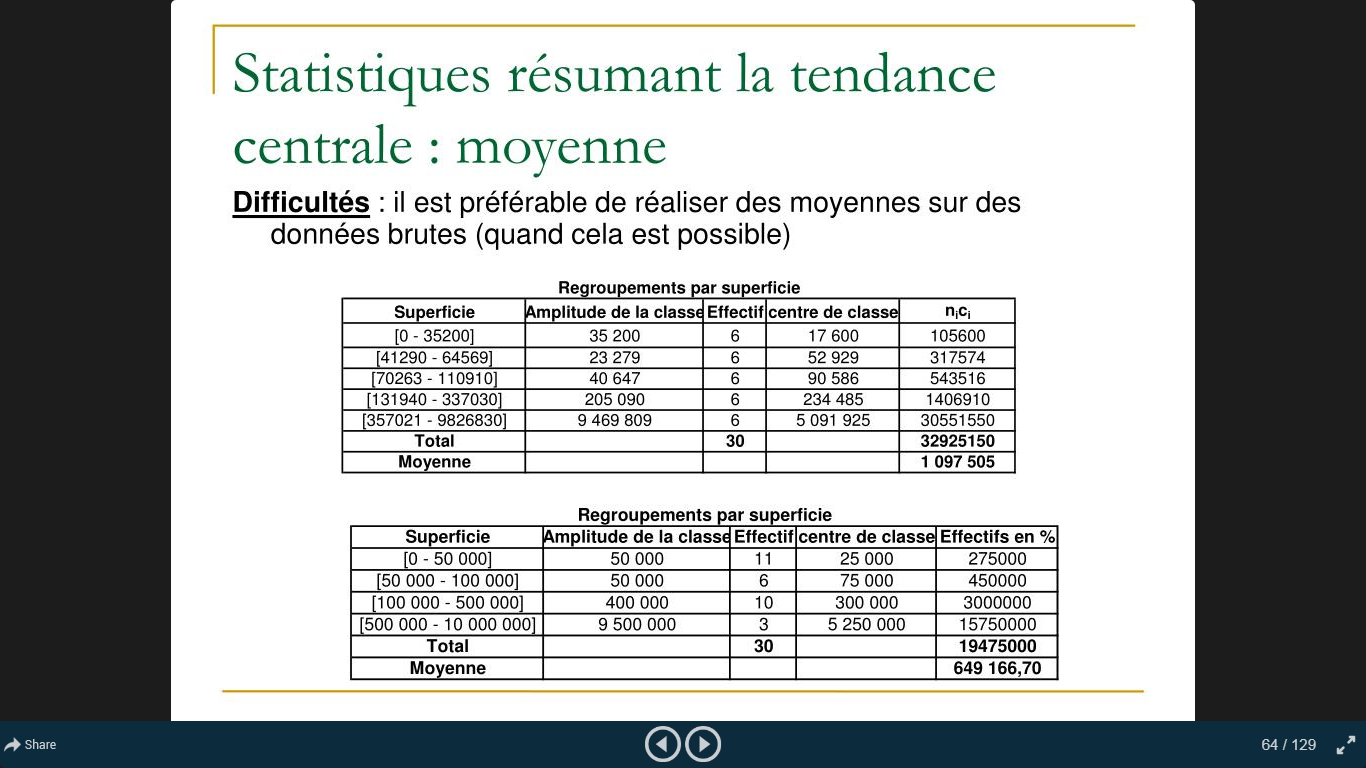 Statistiques résumant la tendance
centrale : moyenne
Difficultés : il est préférable de réaliser des moyennes sur des
données brutes (quand cela est possible)
Regroupements par superficie
Superficie Amplitude de la classe Effectif centre de classe nici
[0 - 35200] 35 200 6 17 600 105600
[41290 - 64569] 23 279 6 52 929 317574
[70263 - 110910] 40 647 6 90 586 543516
[131940 - 337030] 205 090 6 234 485 1406910
[357021 - 9826830] 9 469 809 6 5 091 925 30551550
Total 30 32925150
Moyenne 1 097 505
Regroupements par superficie
Superficie Amplitude de la classe Effectif centre de classe Effectifs en %
[0 - 50 000] 50 000 11 25 000 275000
[50 000 - 100 000] 50 000 6 75 000 450000
[100 000 - 500 000] 400 000 10 300 000 3000000
[500 000 - 10 000 000] 9 500 000 3 5 250 000 15750000
Total 30 19475000
Moyenne 649 166,70
Share 64 / 129